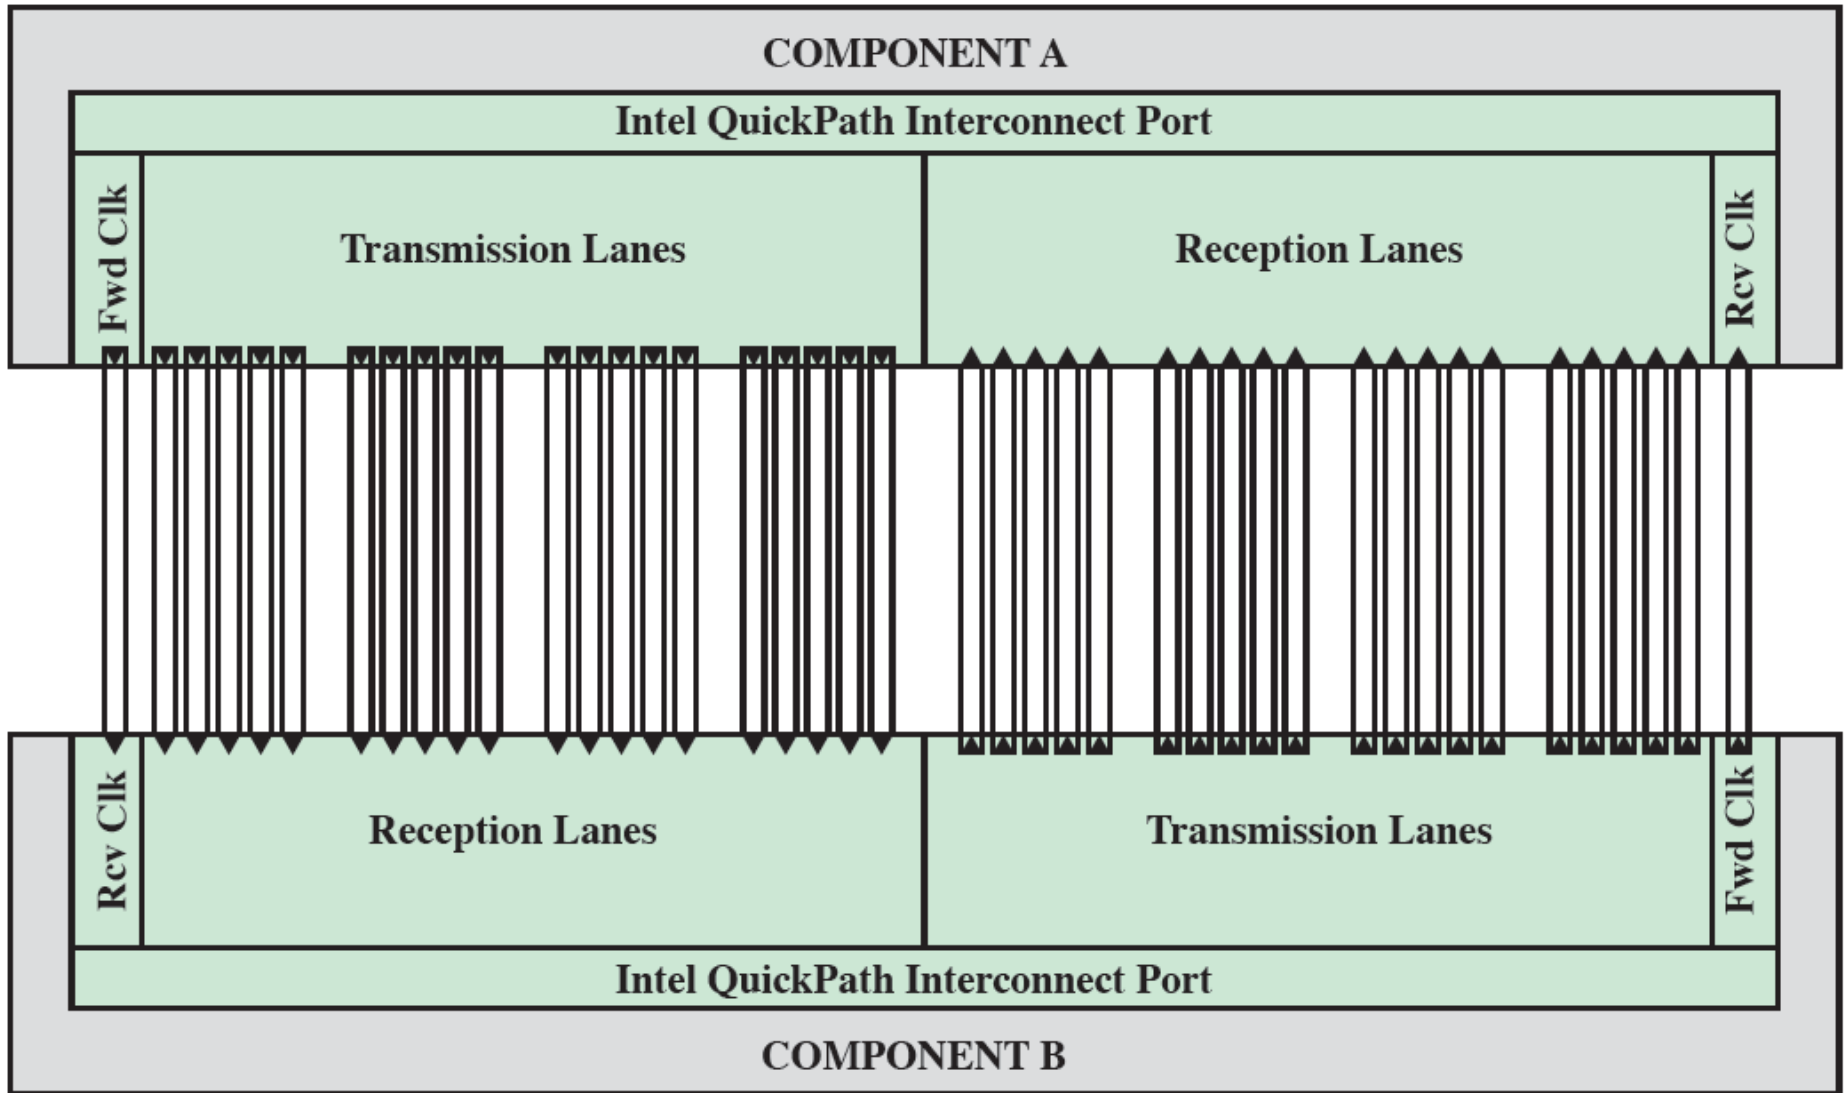 COMPONENT A
Intel QuickPath Interconnect Port
Fwd Clk
Transmission Lanes
Reception Lanes
Rcv Clk
Rcv Clk
Reception Lanes
Transmission Lanes
Fwd Clk
Intel QuickPath Interconnect Port
COMPONENT B